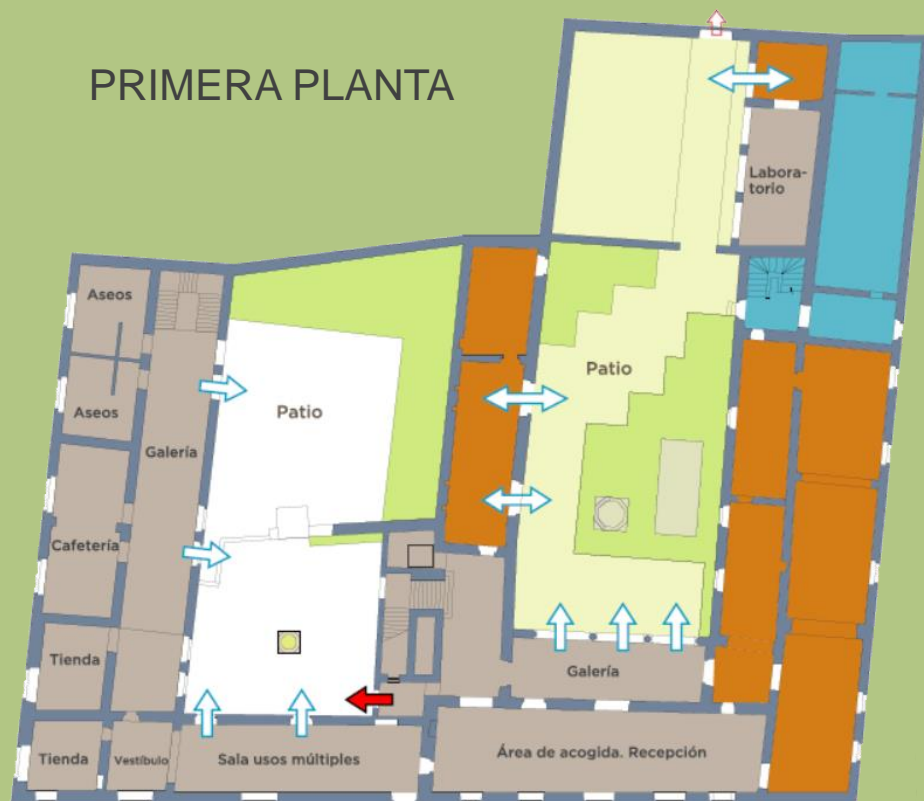 PRIMERA PLANTA
Labora-
torio
Aseos
Patio
Patio
Aseos
Galería
Cafetería
Tienda
Galería
Tienda
Vestíbulo
Sala usos múltiples
Área de acogida. Recepción